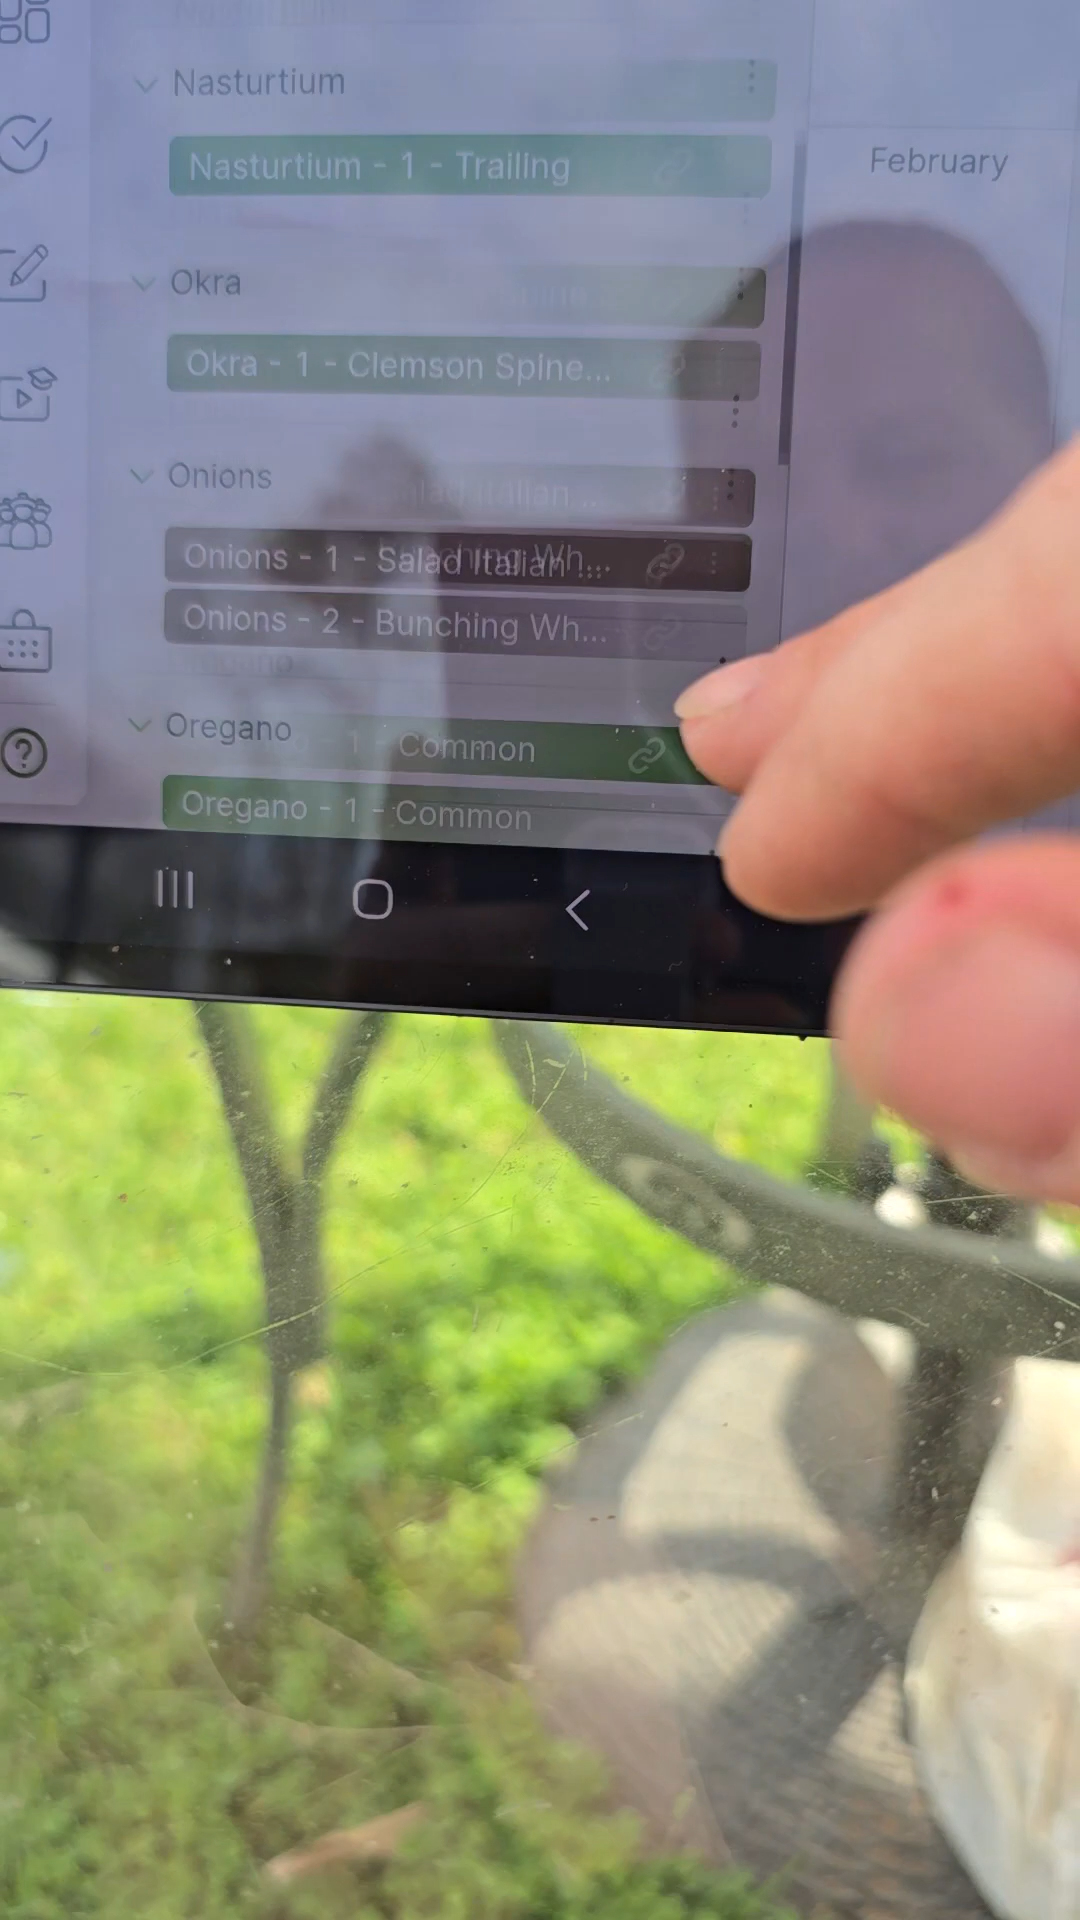 Nasturtium
Nasturtium - 1 - Trailing
February
Okra
Okra - 1 - Clemson Spine...
Onions
Onions - 1 - Salad Italian ...
Onions - 2 - Bunching Wh...
Oregano
1 - Common
Oregano - 1 - Common